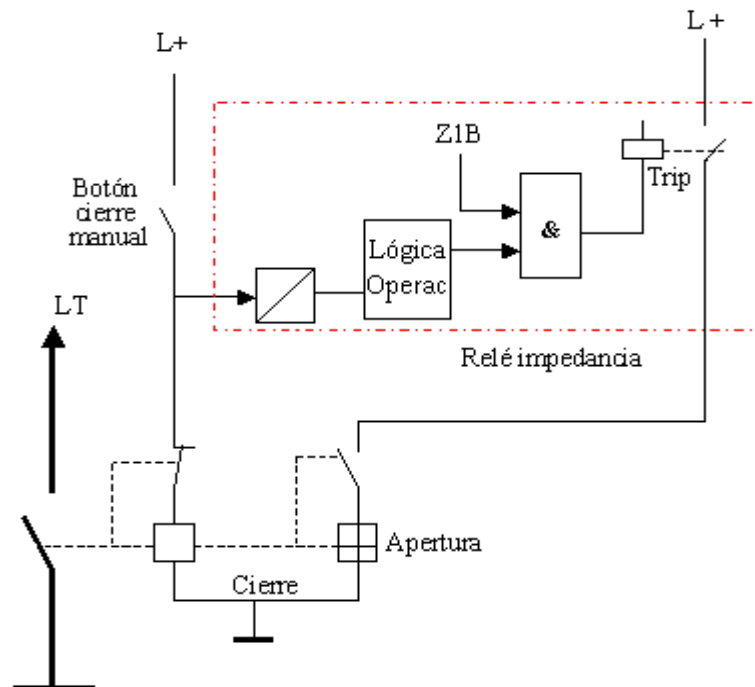 L+
L +
Z1B
Trip
Botón
cierre
manual
&
Lógica
Operac
LT
Relé impedancia
Apertura
Cierre